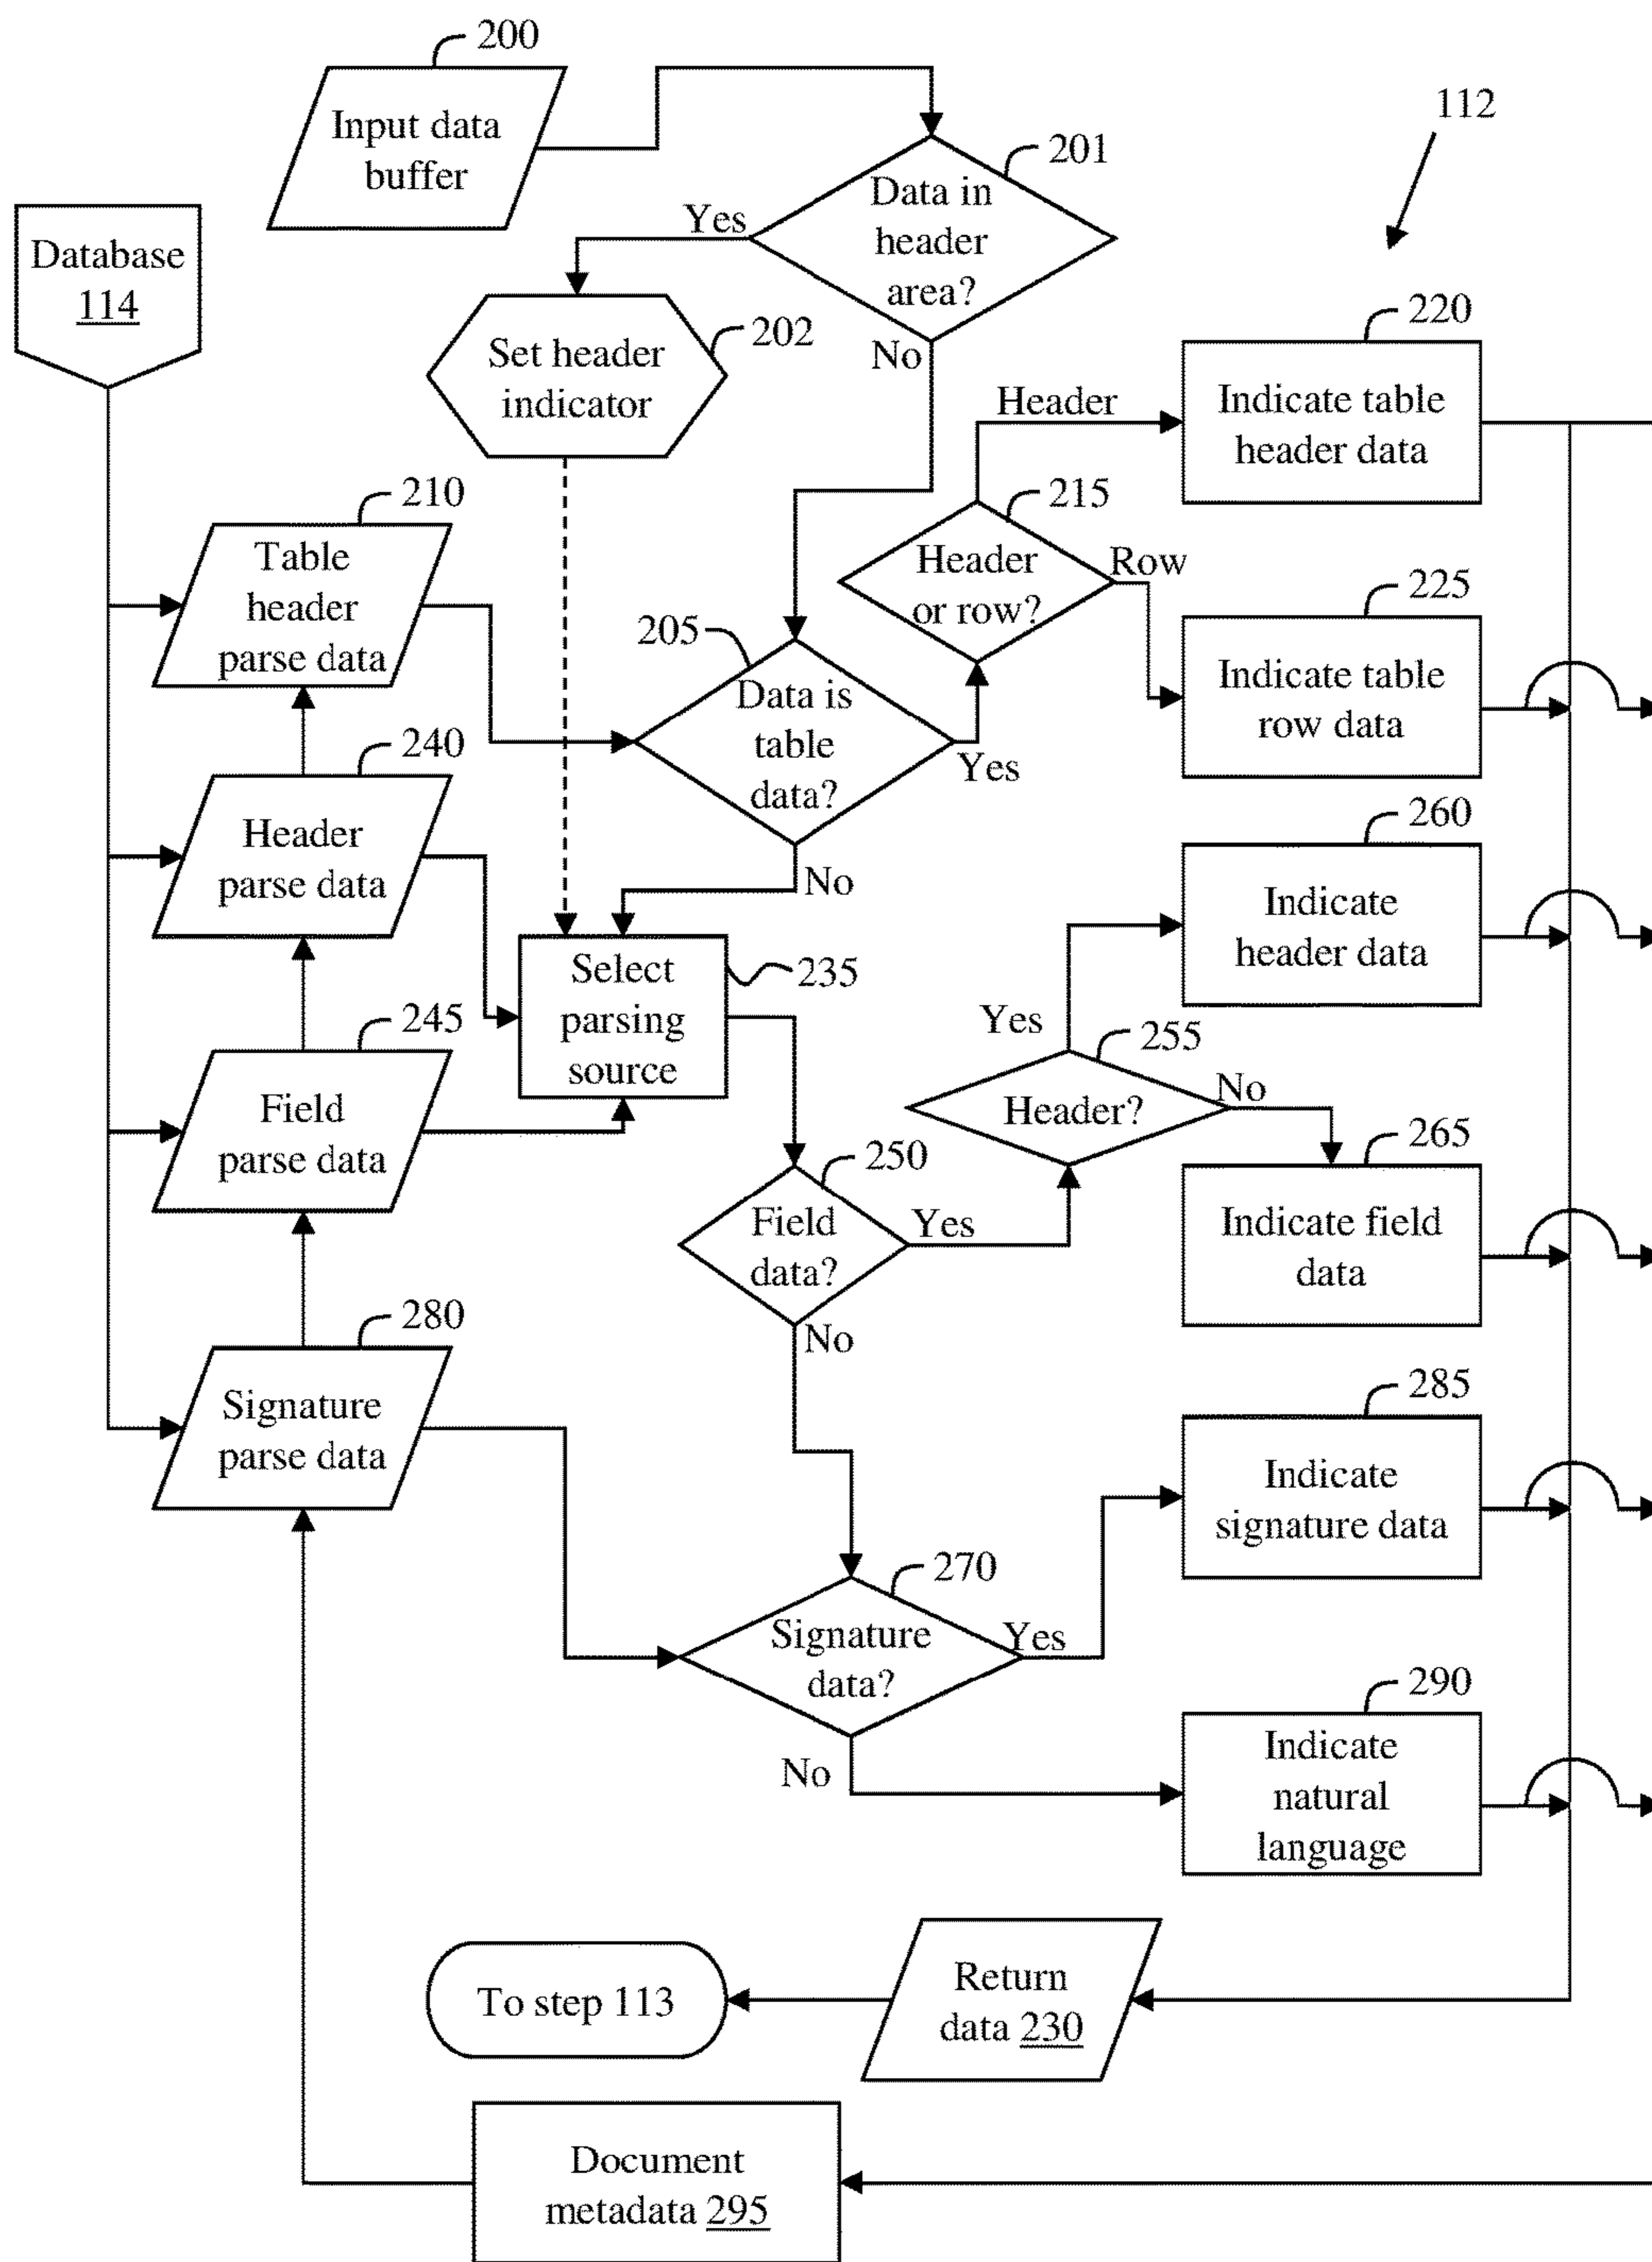 200
Input data
buffer
112
201
Data in
header
area?
Yes
No
Database
114
Set header
indicator
202
220
Indicate table
header data
Header
210
Table
header
parse data
215
Header
or row?
Row
225
Indicate table
row data
205
Data is
table
data?
Yes
No
240
Header
parse data
260
Indicate
header data
Select
parsing
source
235
245
Field
parse data
Yes
255
Header?
No
265
Indicate field
data
250
Field
data?
Yes
No
280
Signature
parse data
285
Indicate
signature data
270
Signature
data?
Yes
No
290
Indicate
natural
language
To step 113
Return
data 230
Document
metadata 295